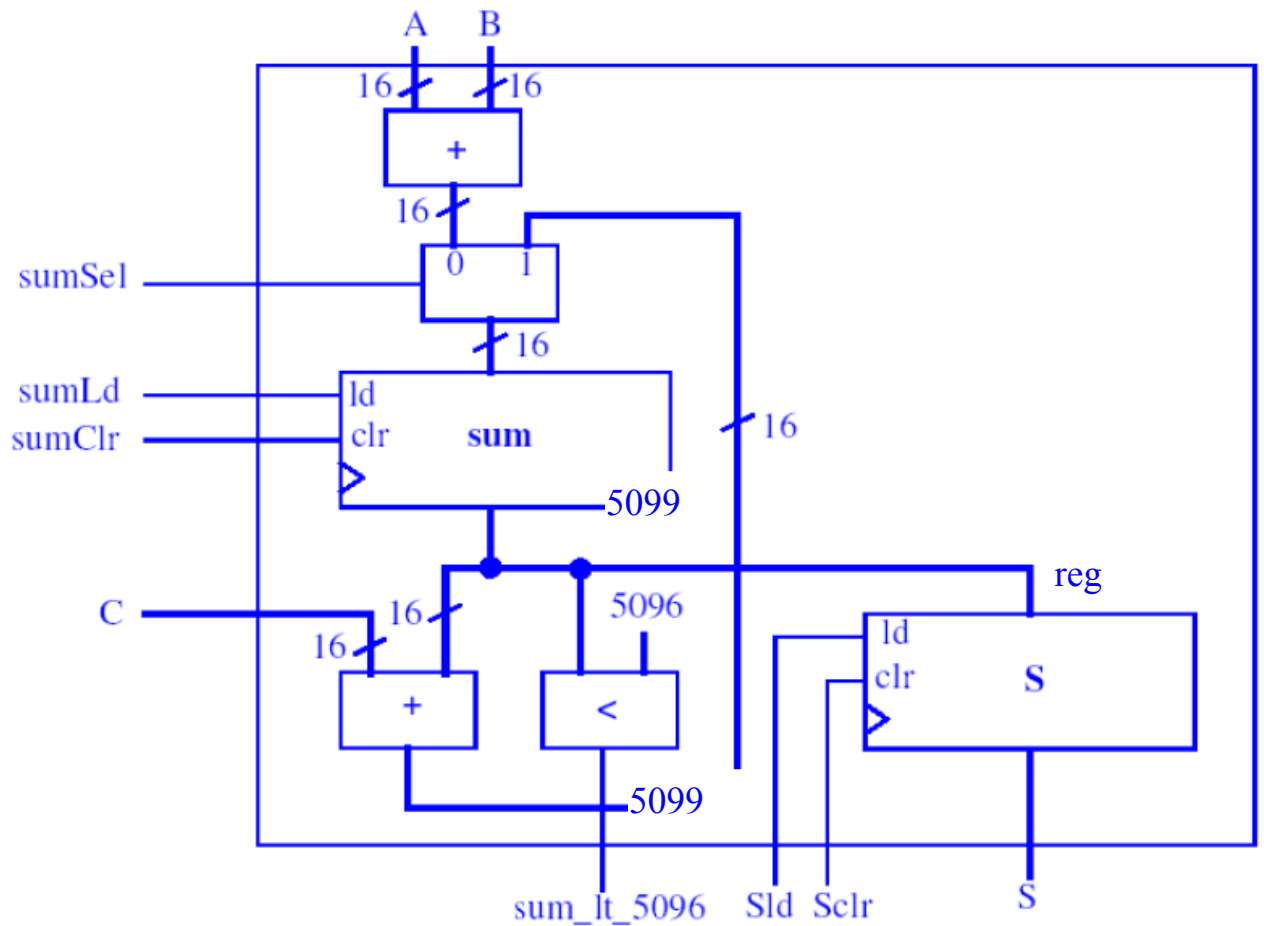 A B
16 16
+
16
0 1
sumSel
16
sumLd ld
sumClr clr sum
16
5099
reg
C 16 5096
16
ld
clr S
+ <
5099
sum_lt_5096 Sld Sclr S